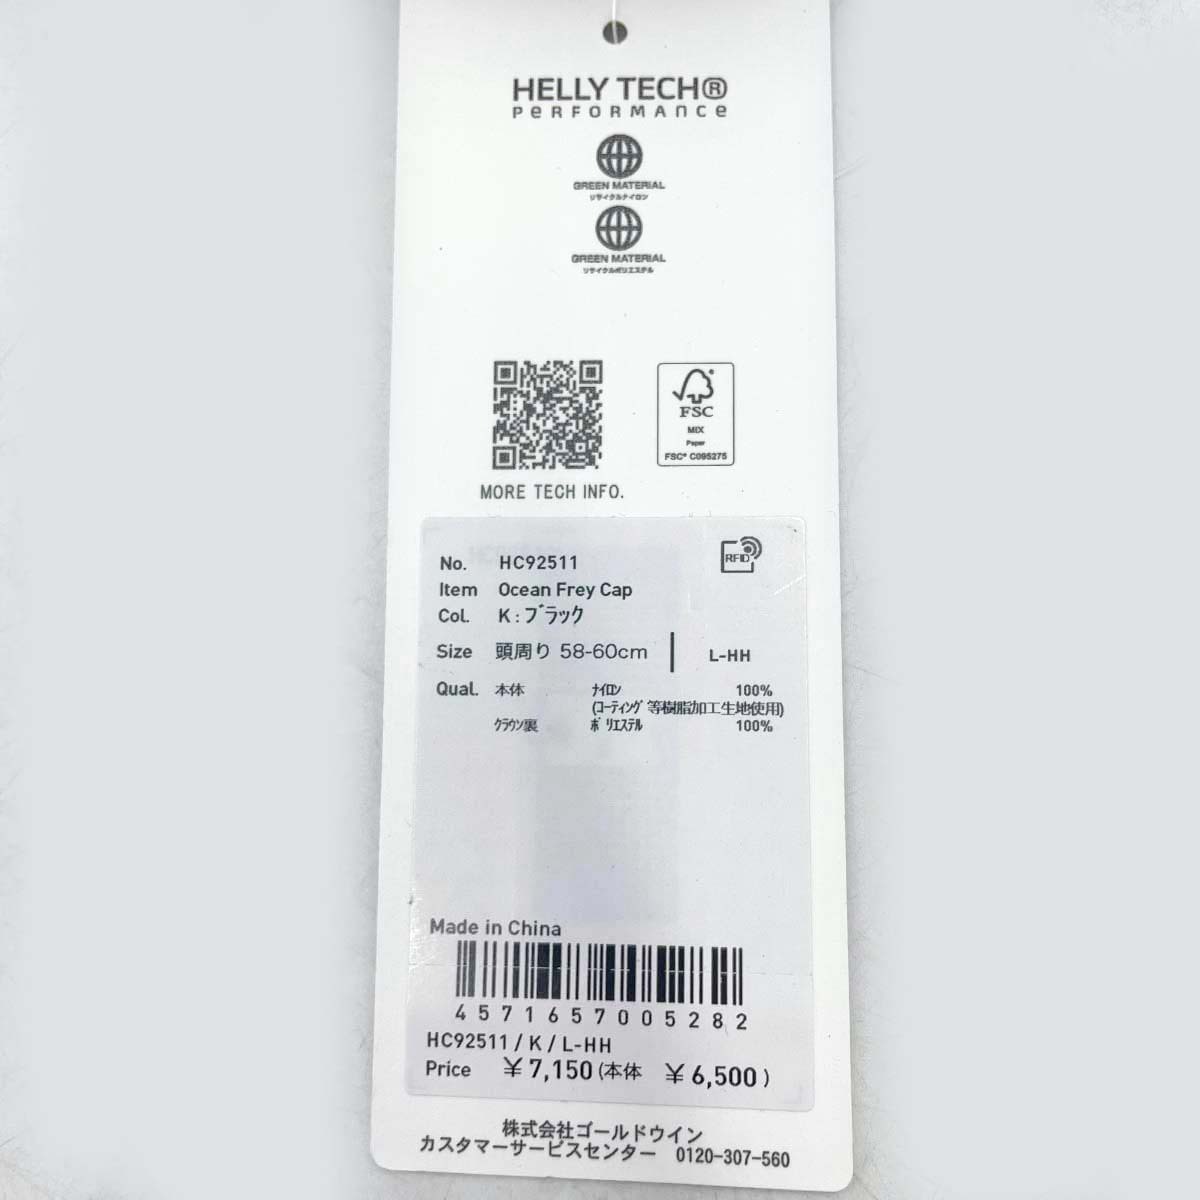 HELLY TECH®
PERFORMANCE
GREEN MATERIAL
リサイクルナイロン
GREEN MATERIAL
リサイクルポリエステル
FSC
MIX
Paper
FSC® C095275
MORE TECH INFO.
RFID
No. HC92511
Item Ocean Frey Cap
Col. K : ﾌﾞﾗｯｸ
Size 頭周り 58-60cm L-HH
Qual. 本体 ﾅｲﾛﾝ 100%
(ｺｰﾃｨﾝｸﾞ等樹脂加工生地使用)
ｸﾗｳﾝ裏 ﾎﾟﾘｴｽﾃﾙ 100%
Made in China
4571657005282
HC92511 / K / L-HH
Price ￥7,150 (本体 ￥6,500)
株式会社ゴールドウイン
カスタマーサービスセンター 0120-307-560